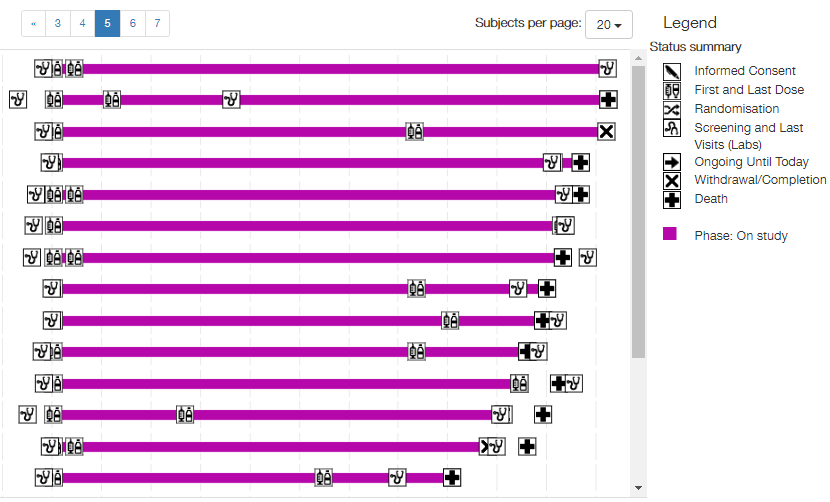 « 3 4 5 6 7
Subjects per page: 20
Legend
Status summary
Informed Consent
First and Last Dose
Randomisation
Screening and Last
Visits (Labs)
Ongoing Until Today
Withdrawal/Completion
Death
Phase: On study